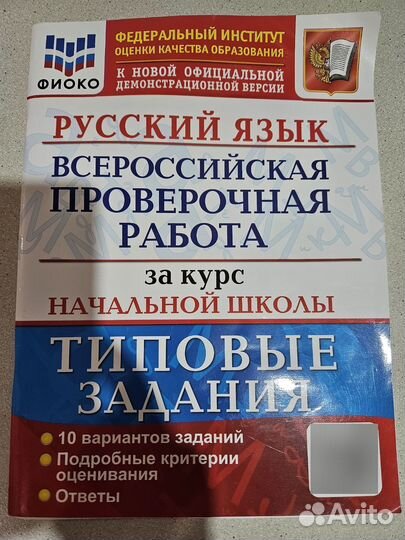 ФИОКО
ФЕДЕРАЛЬНЫЙ ИНСТИТУТ
ОЦЕНКИ КАЧЕСТВА ОБРАЗОВАНИЯ
К НОВОЙ ОФИЦИАЛЬНОЙ
ДЕМОНСТРАЦИОННОЙ ВЕРСИИ
РУССКИЙ ЯЗЫК
ВСЕРОССИЙСКАЯ
ПРОВЕРОЧНАЯ
РАБОТА
за курс
НАЧАЛЬНОЙ ШКОЛЫ
ТИПОВЫЕ
ЗАДАНИЯ
10 вариантов заданий
Подробные критерии
оценивания
Ответы
Avito